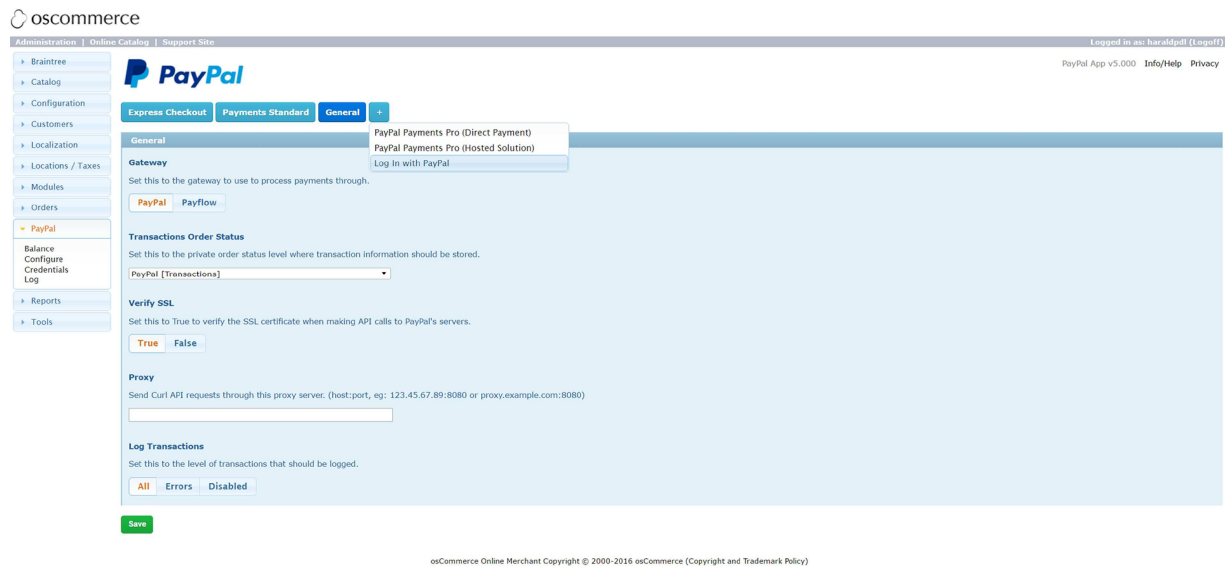 oscommerce
Administration | Online Catalog | Support Site
Logged in as: haraldpdl (Logoff)
Braintree
Catalog
Configuration
Customers
Localization
Locations / Taxes
Modules
Orders
PayPal
Balance
Configure
Credentials
Log
Reports
Tools
PayPal
PayPal App v5.000 Info/Help Privacy
Express Checkout Payments Standard General +
PayPal Payments Pro (Direct Payment)
PayPal Payments Pro (Hosted Solution)
Log In with PayPal
General
Gateway
Set this to the gateway to use to process payments through.
PayPal Payflow
Transactions Order Status
Set this to the private order status level where transaction information should be stored.
PayPal [Transactions]
Verify SSL
Set this to True to verify the SSL certificate when making API calls to PayPal's servers.
True False
Proxy
Send Curl API requests through this proxy server. (host:port, eg: 123.45.67.89:8080 or proxy.example.com:8080)
Log Transactions
Set this to the level of transactions that should be logged.
All Errors Disabled
Save
osCommerce Online Merchant Copyright © 2000-2016 osCommerce (Copyright and Trademark Policy)